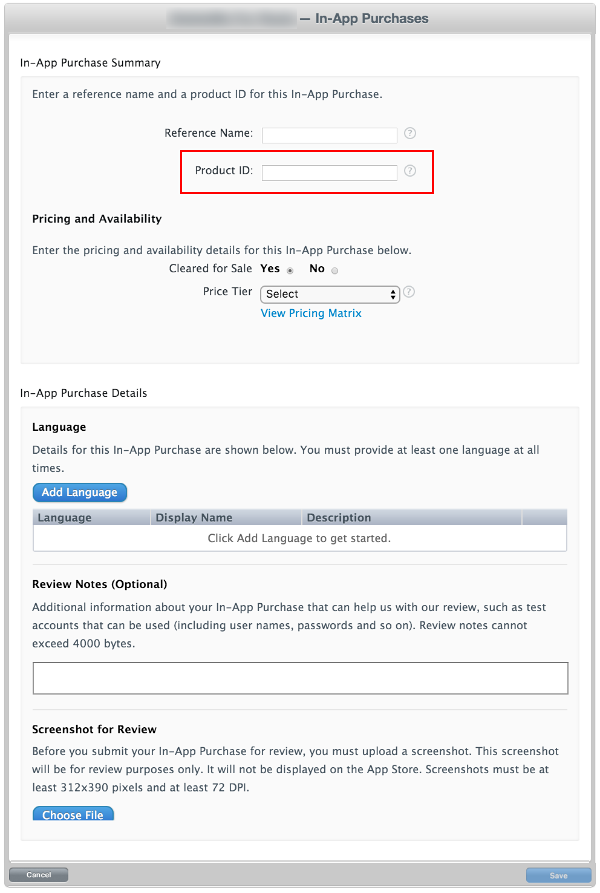 — In-App Purchases
In-App Purchase Summary
Enter a reference name and a product ID for this In-App Purchase.
Reference Name: ?
Product ID: ?
Pricing and Availability
Enter the pricing and availability details for this In-App Purchase below.
Cleared for Sale Yes No
Price Tier Select ?
View Pricing Matrix
In-App Purchase Details
Language
Details for this In-App Purchase are shown below. You must provide at least one language at all
times.
Add Language
Language Display Name Description
Click Add Language to get started.
Review Notes (Optional)
Additional information about your In-App Purchase that can help us with our review, such as test
accounts that can be used (including user names, passwords and so on). Review notes cannot
exceed 4000 bytes.
Screenshot for Review
Before you submit your In-App Purchase for review, you must upload a screenshot. This screenshot
will be for review purposes only. It will not be displayed on the App Store. Screenshots must be at
least 312x390 pixels and at least 72 DPI.
Choose File
Cancel Save